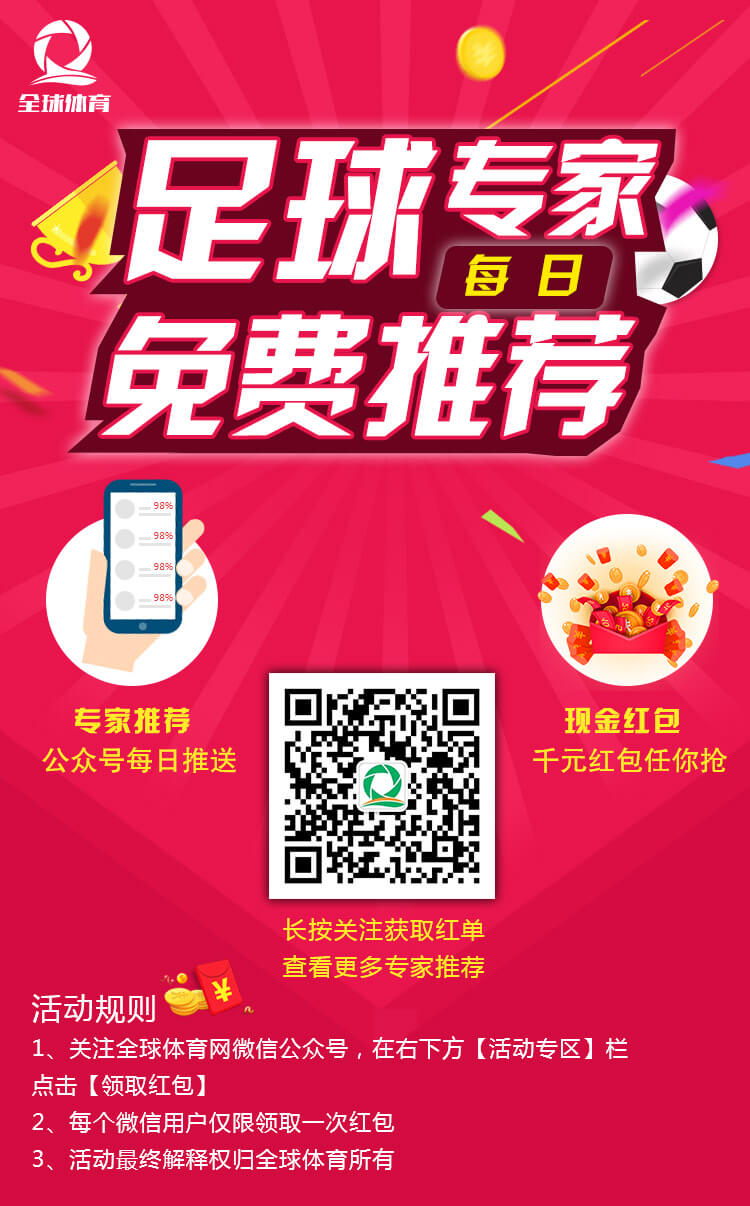 全球体育
足球专家
每日
免费推荐
98%
98%
98%
98%
专家推荐
公众号每日推送
现金红包
千元红包任你抢
长按关注获取红单
查看更多专家推荐
活动规则
¥
1、关注全球体育网微信公众号，在右下方【活动专区】栏
点击【领取红包】
2、每个微信用户仅限领取一次红包
3、活动最终解释权归全球体育所有